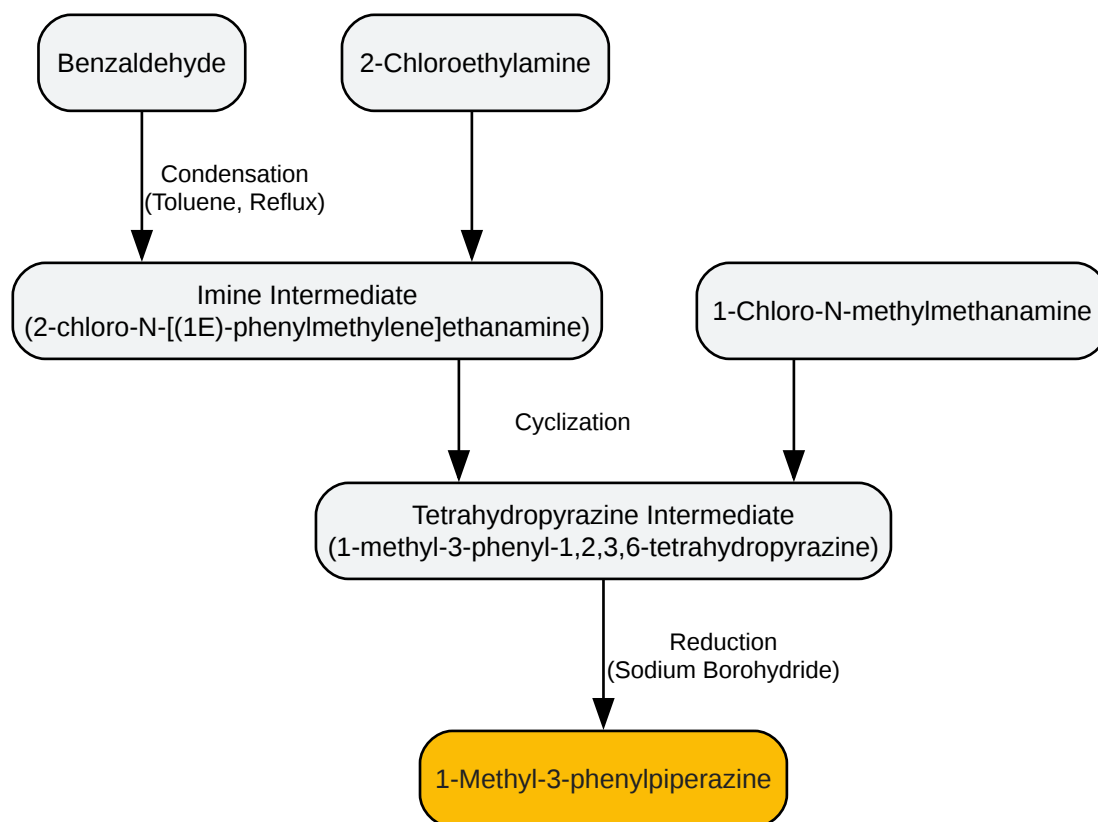 Benzaldehyde
2-Chloroethylamine
Condensation
(Toluene, Reflux)
Imine Intermediate
(2-chloro-N-[(1E)-phenylmethylene]ethanamine)
1-Chloro-N-methylmethanamine
Cyclization
Tetrahydropyrazine Intermediate
(1-methyl-3-phenyl-1,2,3,6-tetrahydropyrazine)
Reduction
(Sodium Borohydride)
1-Methyl-3-phenylpiperazine